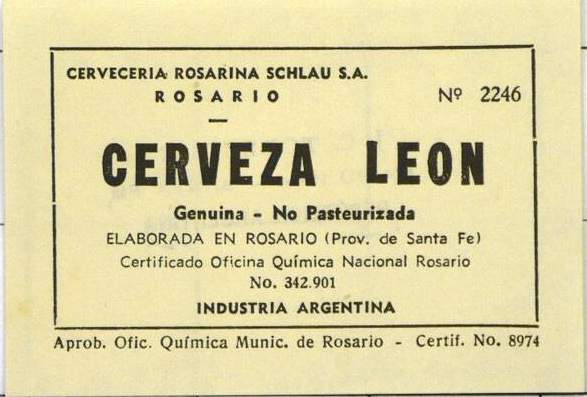 CERVECERIA ROSARINA SCHLAU S.A.
ROSARIO
Nº 2246
CERVEZA LEON
Genuina - No Pasteurizada
ELABORADA EN ROSARIO (Prov. de Santa Fe)
Certificado Oficina Química Nacional Rosario
No. 342.901
INDUSTRIA ARGENTINA
Aprob. Ofic. Química Munic. de Rosario - Certif. No. 8974